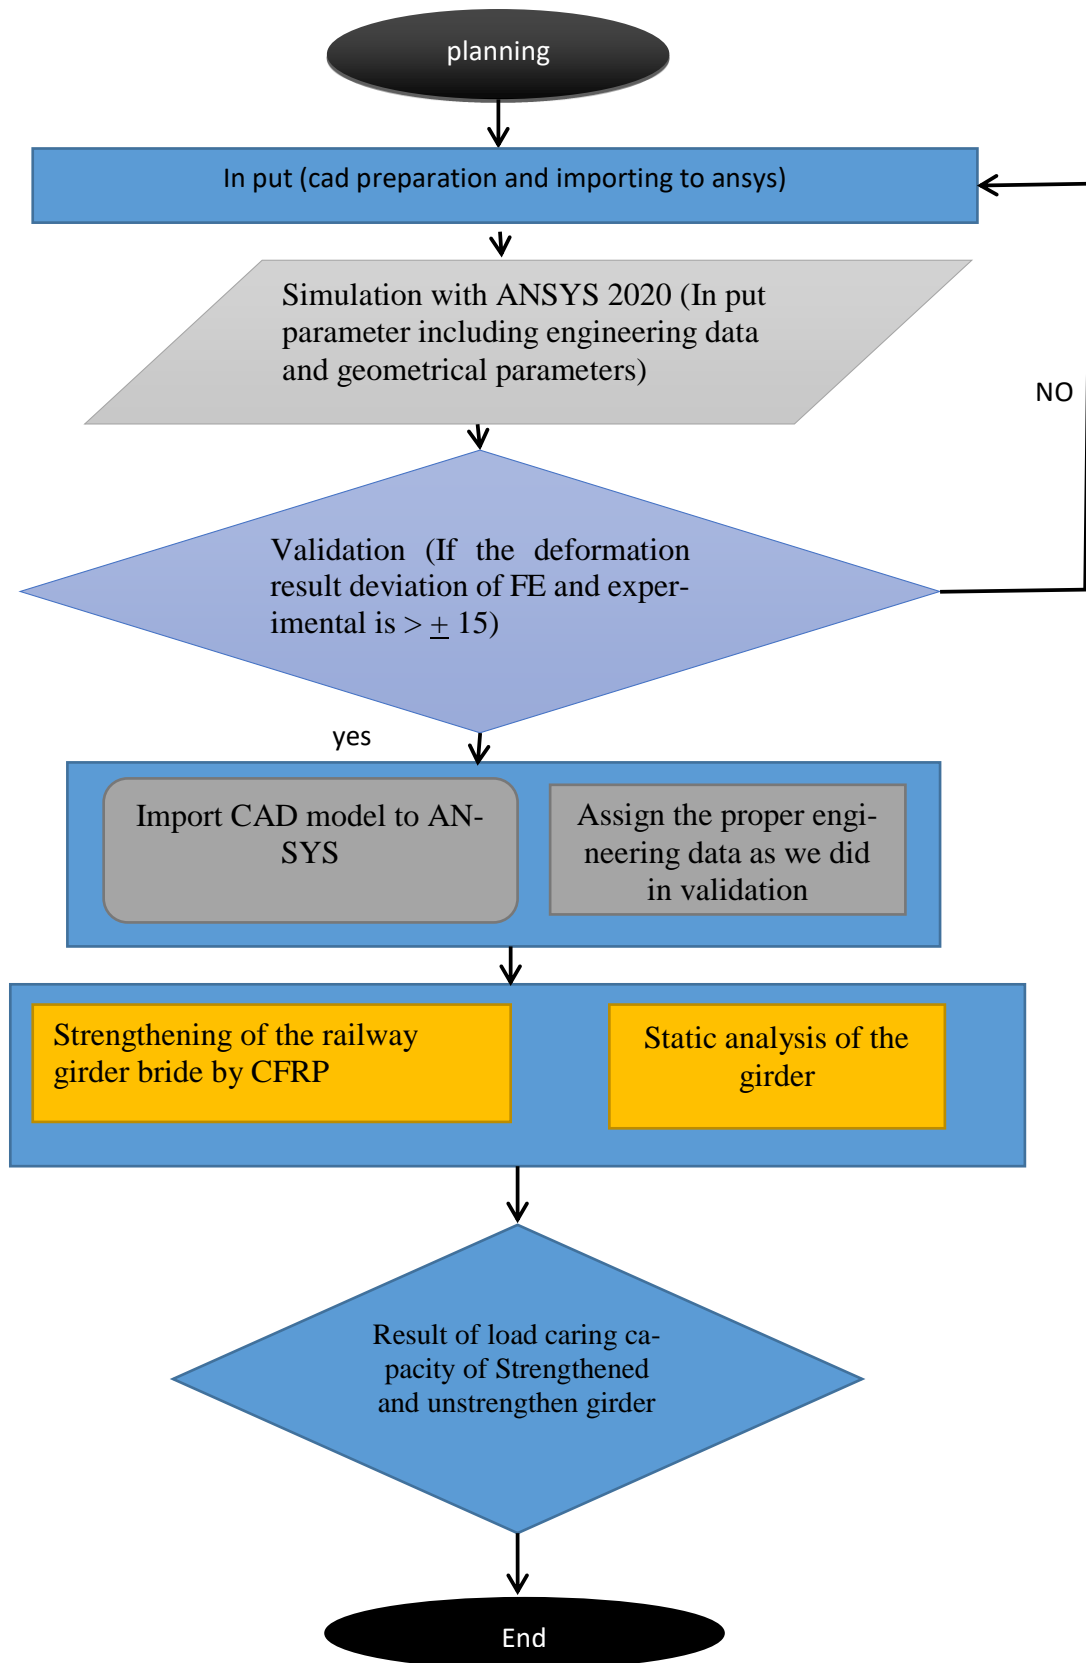 planning
In put (cad preparation and importing to ansys)
Simulation with ANSYS 2020 (In put
parameter including engineering data
and geometrical parameters)
NO
Validation (If the deformation
result deviation of FE and exper-
imental is > ± 15)
yes
Import CAD model to AN-
SYS
Assign the proper engi-
neering data as we did
in validation
Strengthening of the railway
girder bride by CFRP
Static analysis of the
girder
Result of load caring ca-
pacity of Strengthened
and unstrengthen girder
End